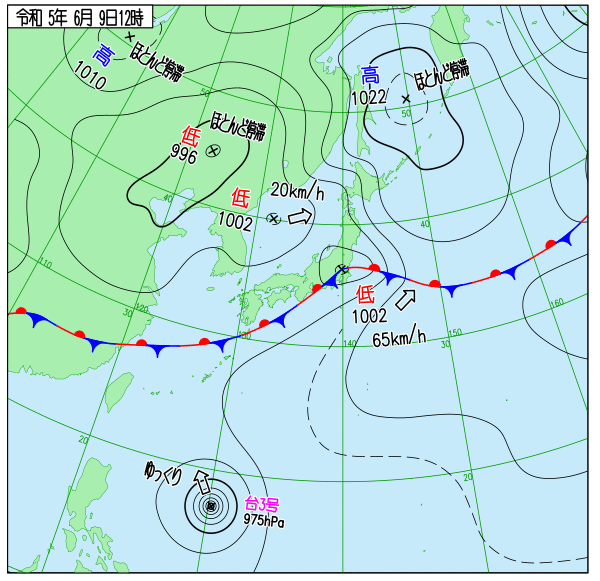 令和 5年 6月 9日12時
高
1010
ほとんど停滞
高
1022
ほとんど停滞
50
50
低
996
ほとんど停滞
低
1002
20km/h
40
40
低
1002
65km/h
110
120
30
130
140
30
150
160
20
20
ゆっくり
台3号
975hPa